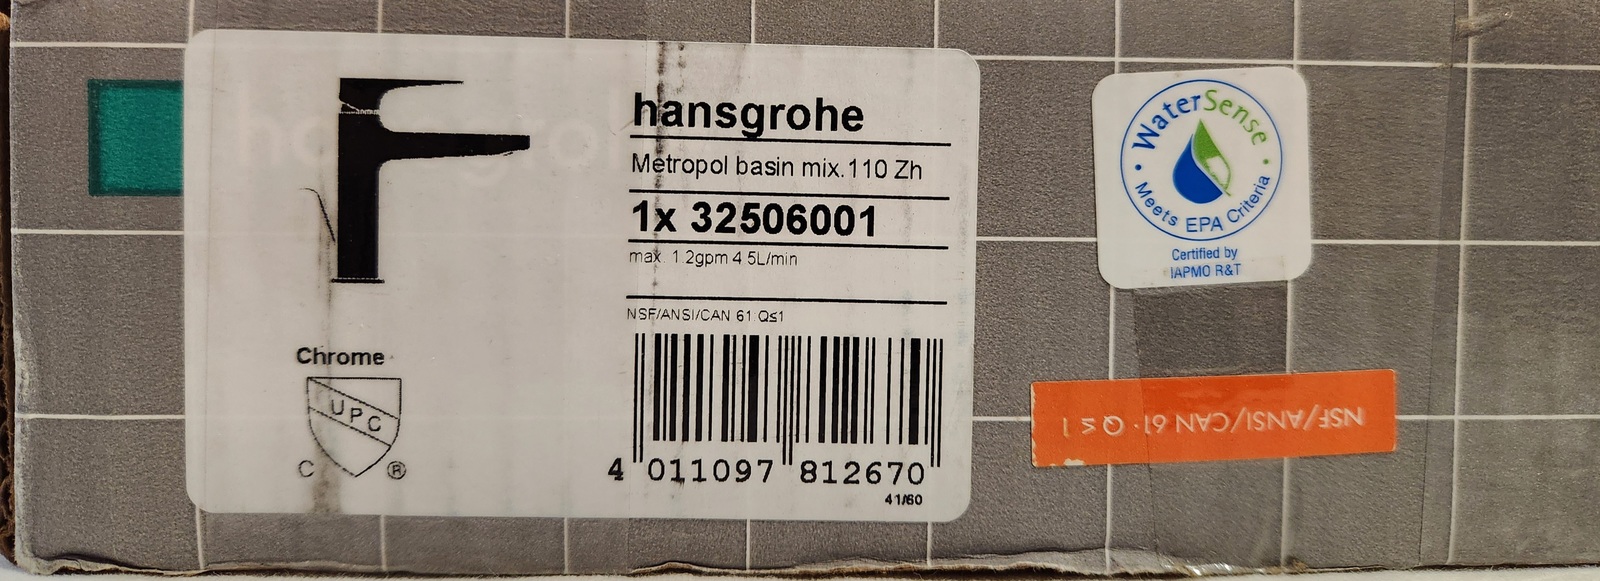 hansgrohe
Metropol basin mix.110 Zh
1x 32506001
max. 1.2gpm 4.5L/min
NSF/ANSI/CAN 61:Q≤1
Chrome
UPC
C ®
4 011097 812670
41/60
WaterSense
Meets EPA Criteria
Certified by
IAPMO R&T
NSF/ANSI/CAN 61 · Q ≤ 1